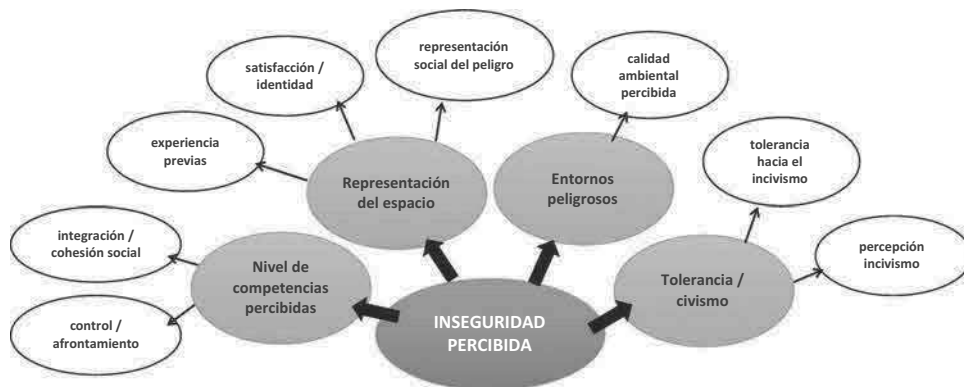 representación
social del peligro
calidad
ambiental
percibida
satisfacción /
identidad
experiencia
previas
tolerancia
hacia el
incivismo
Representación
del espacio
Entornos
peligrosos
integración /
cohesión social
percepción
incivismo
Nivel de
competencias
percibidas
Tolerancia /
civismo
control /
afrontamiento
INSEGURIDAD
PERCIBIDA